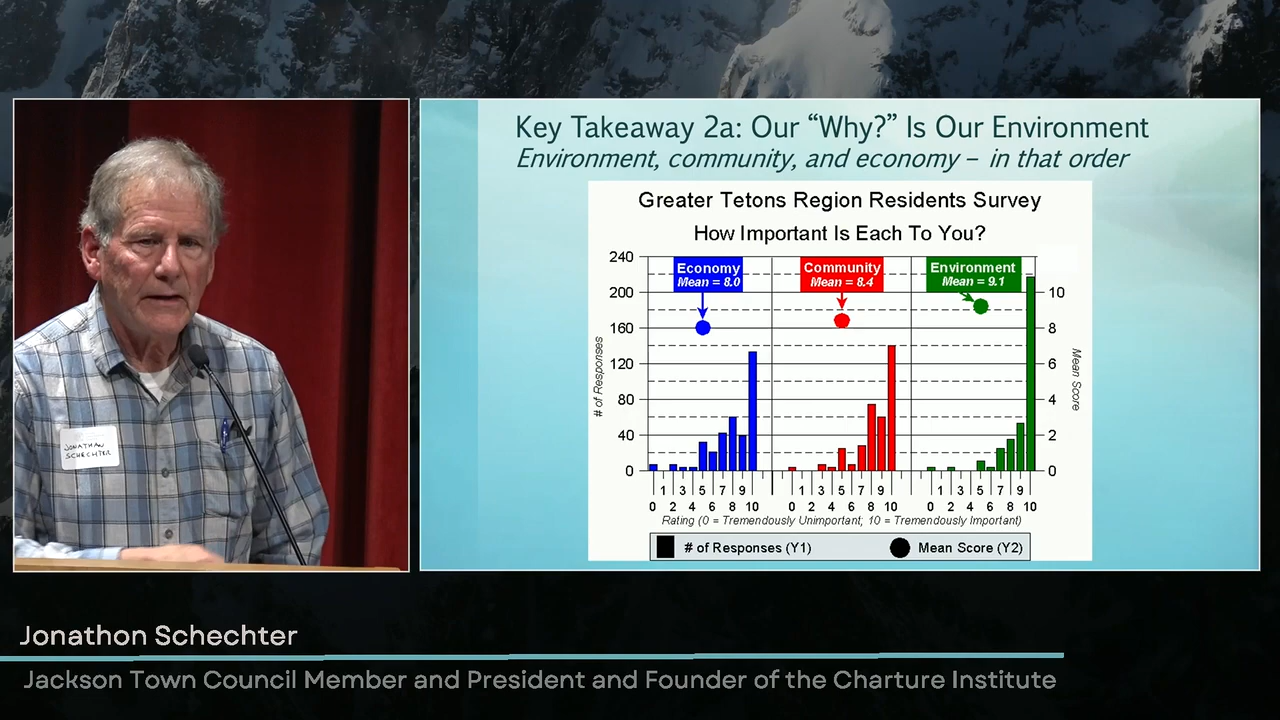 Key Takeaway 2a: Our “Why?” Is Our Environment
Environment, community, and economy – in that order
Greater Tetons Region Residents Survey
How Important Is Each To You?
240
200
160
120
80
40
0
# of Responses
Economy
Mean = 8.0
Community
Mean = 8.4
Environment
Mean = 9.1
10
8
6
4
2
0
Mean Score
1 3 5 7 9 1 3 5 7 9 1 3 5 7 9
0 2 4 6 8 10 0 2 4 6 8 10 0 2 4 6 8 10
Rating (0 = Tremendously Unimportant; 10 = Tremendously Important)
# of Responses (Y1) Mean Score (Y2)
JONATHAN
SCHECHTER
Jonathon Schechter
Jackson Town Council Member and President and Founder of the Charture Institute